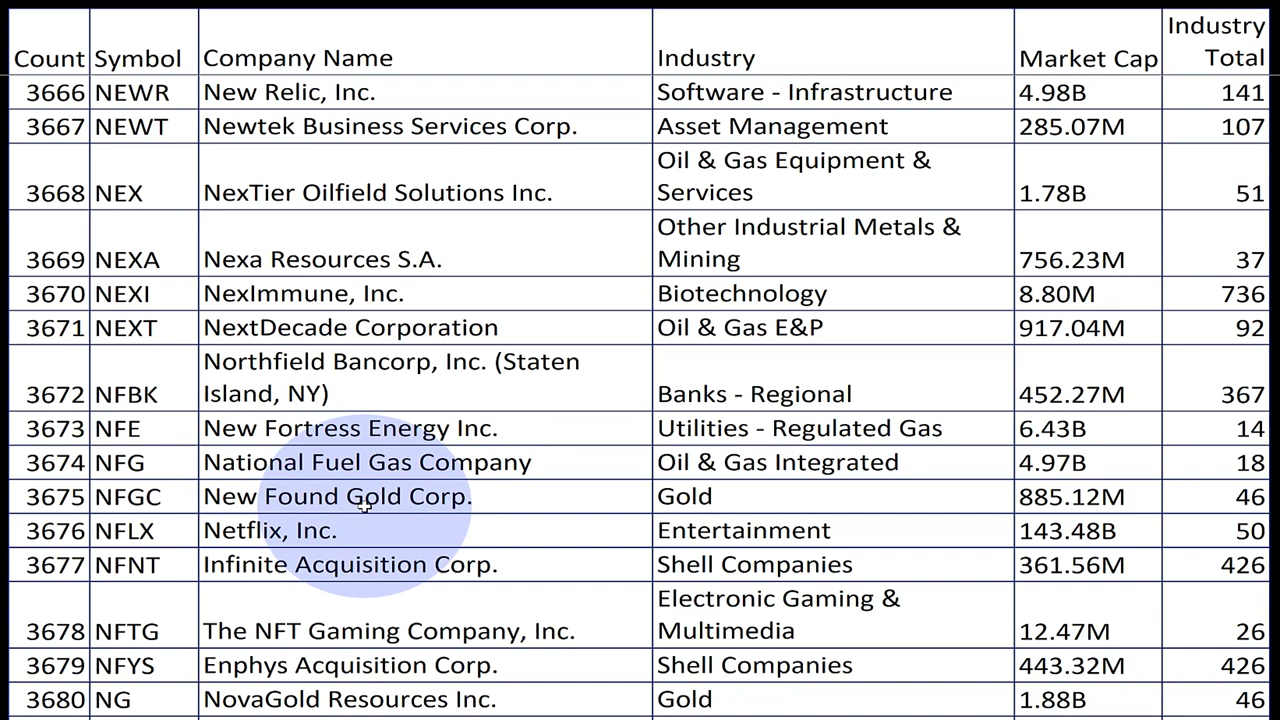 Count Symbol Company Name Industry Market Cap Industry Total
3666 NEWR New Relic, Inc. Software - Infrastructure 4.98B 141
3667 NEWT Newtek Business Services Corp. Asset Management 285.07M 107
3668 NEX NexTier Oilfield Solutions Inc. Oil & Gas Equipment & Services 1.78B 51
3669 NEXA Nexa Resources S.A. Other Industrial Metals & Mining 756.23M 37
3670 NEXI NexImmune, Inc. Biotechnology 8.80M 736
3671 NEXT NextDecade Corporation Oil & Gas E&P 917.04M 92
3672 NFBK Northfield Bancorp, Inc. (Staten Island, NY) Banks - Regional 452.27M 367
3673 NFE New Fortress Energy Inc. Utilities - Regulated Gas 6.43B 14
3674 NFG National Fuel Gas Company Oil & Gas Integrated 4.97B 18
3675 NFGC New Found Gold Corp. Gold 885.12M 46
3676 NFLX Netflix, Inc. Entertainment 143.48B 50
3677 NFNT Infinite Acquisition Corp. Shell Companies 361.56M 426
3678 NFTG The NFT Gaming Company, Inc. Electronic Gaming & Multimedia 12.47M 26
3679 NFYS Enphys Acquisition Corp. Shell Companies 443.32M 426
3680 NG NovaGold Resources Inc. Gold 1.88B 46